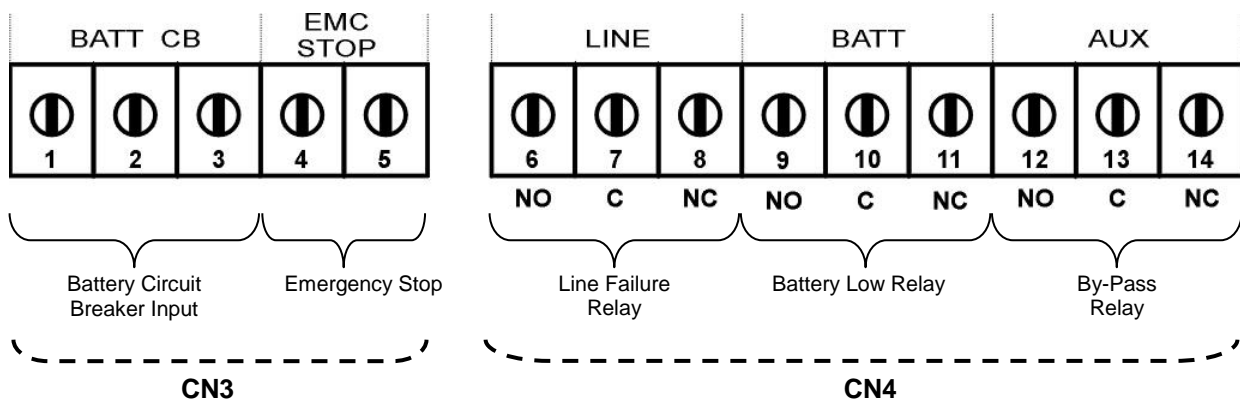 BATT CB
EMC
STOP
LINE
BATT
AUX
1 2 3 4 5
6 7 8 9 10 11 12 13 14
NO C NC NO C NC NO C NC
Battery Circuit
Breaker Input
Emergency Stop
Line Failure
Relay
Battery Low Relay
By-Pass
Relay
CN3
CN4